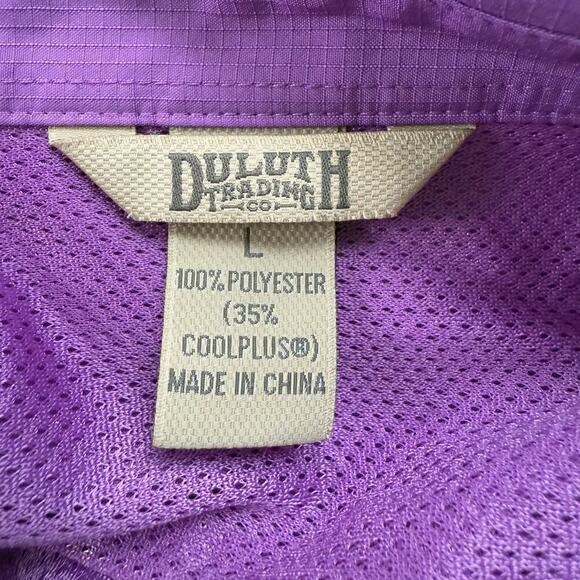 DULUTH
TRADING
CO
L
100% POLYESTER
(35%
COOLPLUS®)
MADE IN CHINA